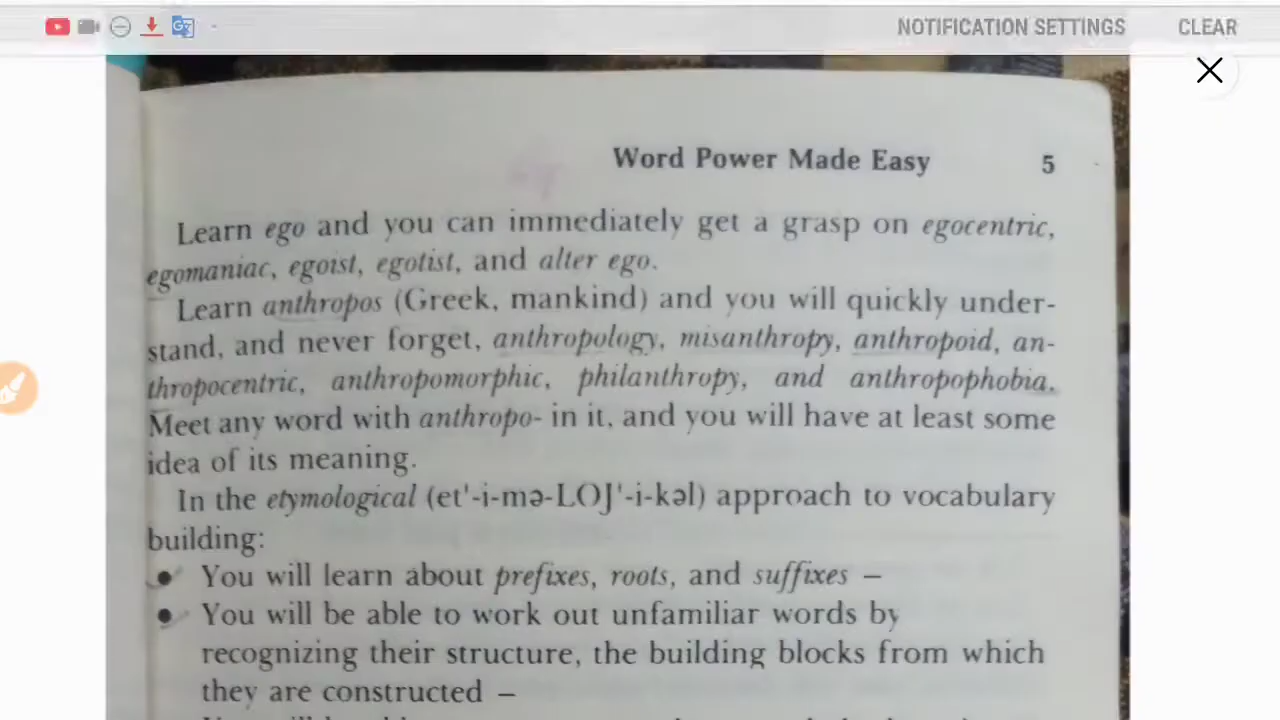 NOTIFICATION SETTINGS CLEAR
Word Power Made Easy 5
Learn ego and you can immediately get a grasp on egocentric,
egomaniac, egoist, egotist, and alter ego.
Learn anthropos (Greek, mankind) and you will quickly under-
stand, and never forget, anthropology, misanthropy, anthropoid, an-
thropocentric, anthropomorphic, philanthropy, and anthropophobia.
Meet any word with anthropo- in it, and you will have at least some
idea of its meaning.
In the etymological (et'-i-mə-LOJ'-i-kəl) approach to vocabulary
building:
● You will learn about prefixes, roots, and suffixes –
● You will be able to work out unfamiliar words by
recognizing their structure, the building blocks from which
they are constructed –